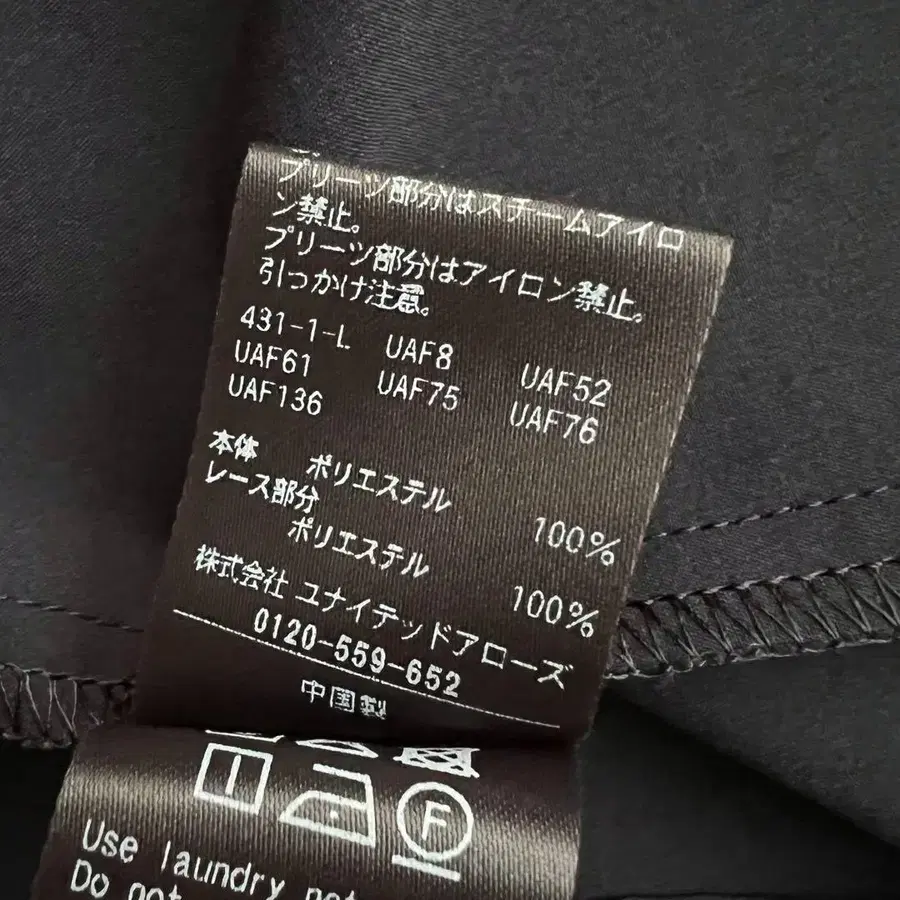 プリーツ部分はスチームアイロ
ン禁止。
プリーツ部分はアイロン禁止。
引っかけ注意。
431-1-L UAF8 UAF52
UAF61 UAF75 UAF76
UAF136
本体 ポリエステル 100%
レース部分
ポリエステル 100%
株式会社 ユナイテッドアローズ
0120-559-652
中国製
F
Use laundry net
Do not